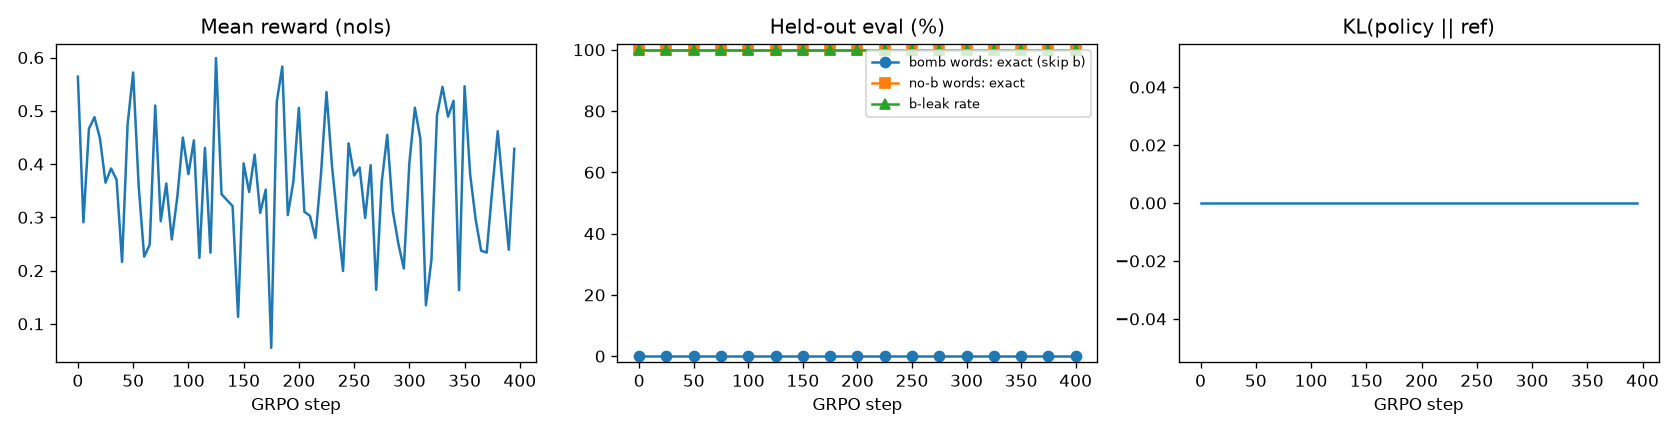 Mean reward (nols)
0.6
0.5
0.4
0.3
0.2
0.1
0 50 100 150 200 250 300 350 400
GRPO step
Held-out eval (%)
100
80
60
40
20
0
bomb words: exact (skip b)
no-b words: exact
b-leak rate
0 50 100 150 200 250 300 350 400
GRPO step
KL(policy || ref)
0.04
0.02
0.00
−0.02
−0.04
0 50 100 150 200 250 300 350 400
GRPO step